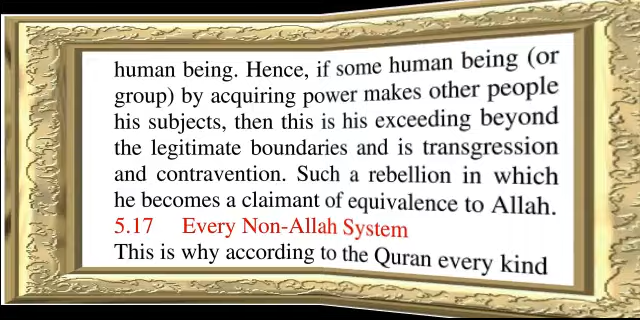 human being. Hence, if some human being (or
group) by acquiring power makes other people
his subjects, then this is his exceeding beyond
the legitimate boundaries and is transgression
and contravention. Such a rebellion in which
he becomes a claimant of equivalence to Allah.
5.17 Every Non-Allah System
This is why according to the Quran every kind